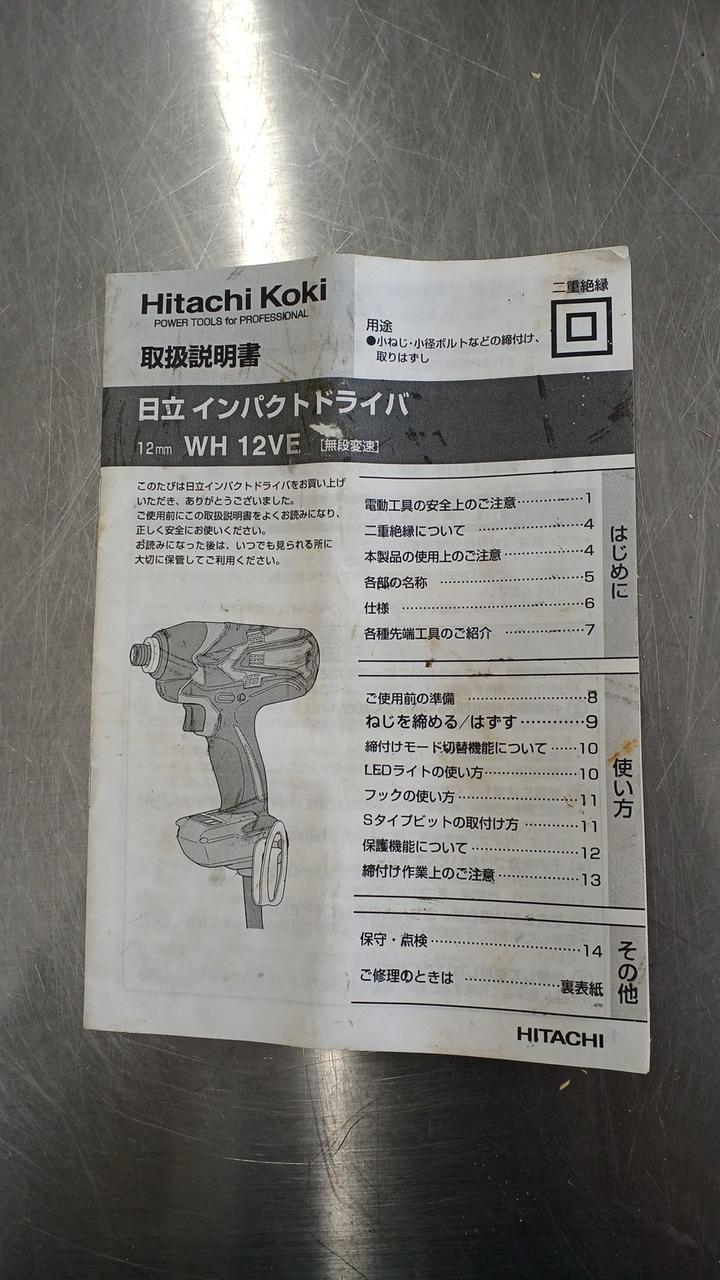 Hitachi Koki
POWER TOOLS for PROFESSIONAL
取扱説明書
二重絶縁
用途
●小ねじ・小径ボルトなどの締付け、
取りはずし
日立 インパクトドライバ
12mm WH 12VE [無段変速]
このたびは日立インパクトドライバをお買い上げ
いただき、ありがとうございました。
ご使用前にこの取扱説明書をよくお読みになり、
正しく安全にお使いください。
お読みになった後は、いつでも見られる所に
大切に保管してご利用ください。
はじめに
電動工具の安全上のご注意…………1
二重絶縁について…………4
本製品の使用上のご注意…………4
各部の名称…………5
仕様…………6
各種先端工具のご紹介…………7
使い方
ご使用前の準備…………8
ねじを締める/はずす…………9
締付けモード切替機能について……10
LEDライトの使い方…………10
フックの使い方…………11
Sタイプビットの取付け方…………11
保護機能について…………12
締付け作業上のご注意…………13
その他
保守・点検…………14
ご修理のときは…………裏表紙
HITACHI